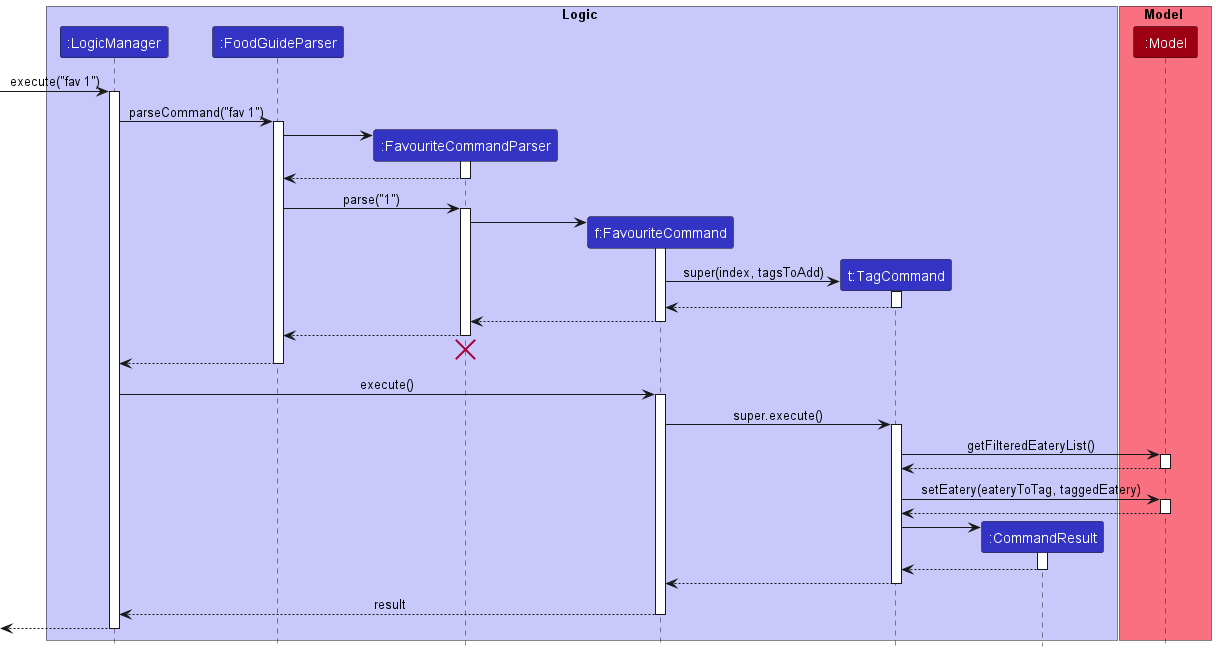 Logic
Model
:LogicManager
:FoodGuideParser
:Model
execute("fav 1")
parseCommand("fav 1")
:FavouriteCommandParser
parse("1")
f:FavouriteCommand
super(index, tagsToAdd)
t:TagCommand
execute()
super.execute()
getFilteredEateryList()
setEatery(eateryToTag, taggedEatery)
:CommandResult
result